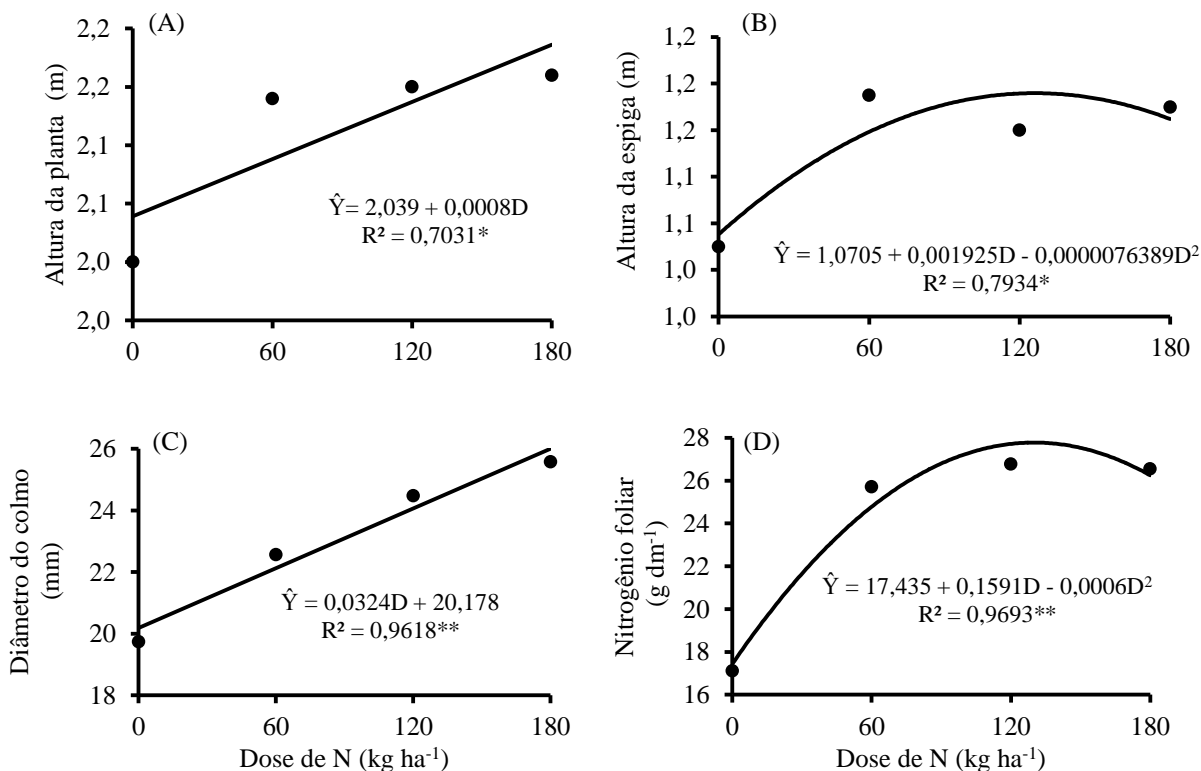 (A)
Altura da planta (m)
2,2
2,2
2,1
2,1
2,0
2,0
Ŷ= 2,039 + 0,0008D
R² = 0,7031*
0 60 120 180
(B)
Altura da espiga (m)
1,2
1,2
1,2
1,1
1,1
1,0
1,0
Ŷ = 1,0705 + 0,001925D - 0,0000076389D²
R² = 0,7934*
0 60 120 180
(C)
Diâmetro do colmo
(mm)
26
24
22
20
18
Ŷ = 0,0324D + 20,178
R² = 0,9618**
0 60 120 180
Dose de N (kg ha⁻¹)
(D)
Nitrogênio foliar
(g dm⁻¹)
28
26
24
22
20
18
16
Ŷ = 17,435 + 0,1591D - 0,0006D²
R² = 0,9693**
0 60 120 180
Dose de N (kg ha⁻¹)